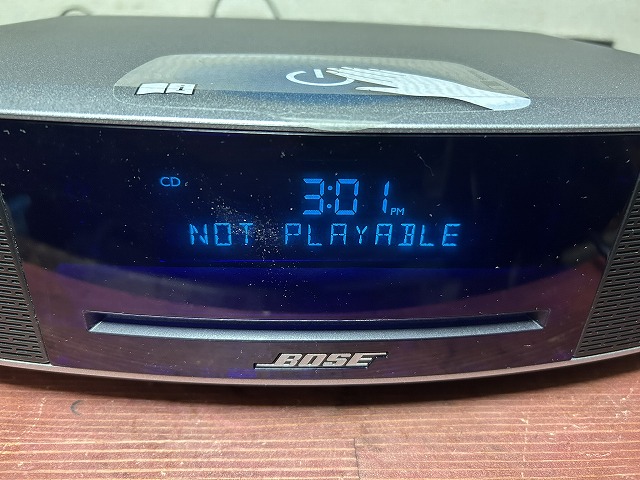 CD
3:01 PM
NOT PLAYABLE
BOSE